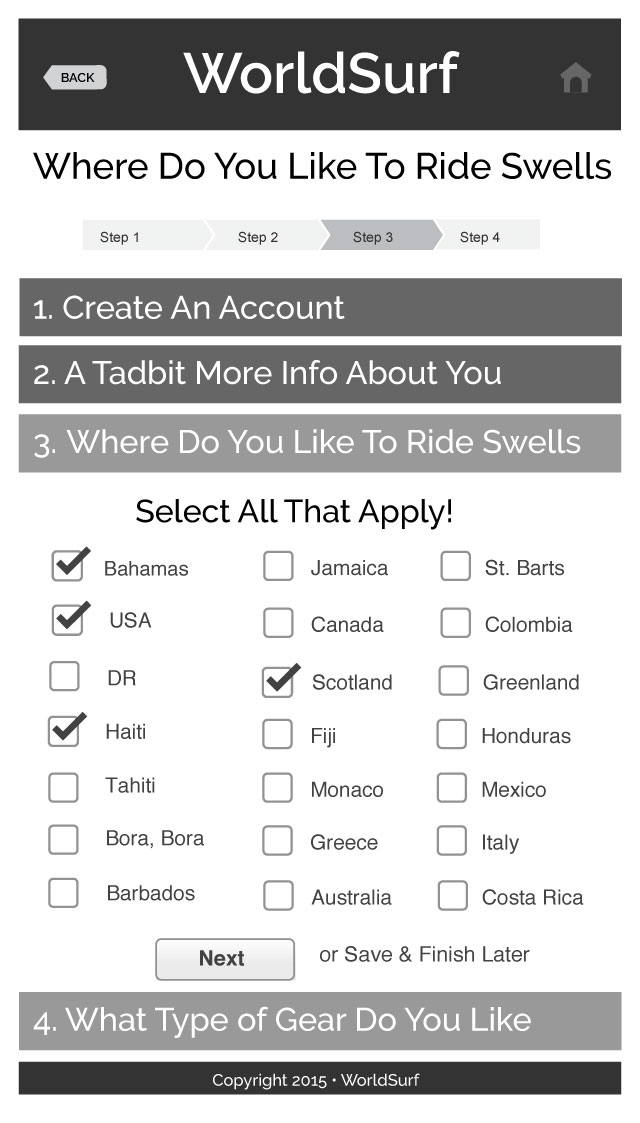 BACK
WorldSurf
Where Do You Like To Ride Swells
Step 1 Step 2 Step 3 Step 4
1. Create An Account
2. A Tadbit More Info About You
3. Where Do You Like To Ride Swells
Select All That Apply!
Bahamas Jamaica St. Barts
USA Canada Colombia
DR Scotland Greenland
Haiti Fiji Honduras
Tahiti Monaco Mexico
Bora, Bora Greece Italy
Barbados Australia Costa Rica
Next or Save & Finish Later
4. What Type of Gear Do You Like
Copyright 2015 • WorldSurf